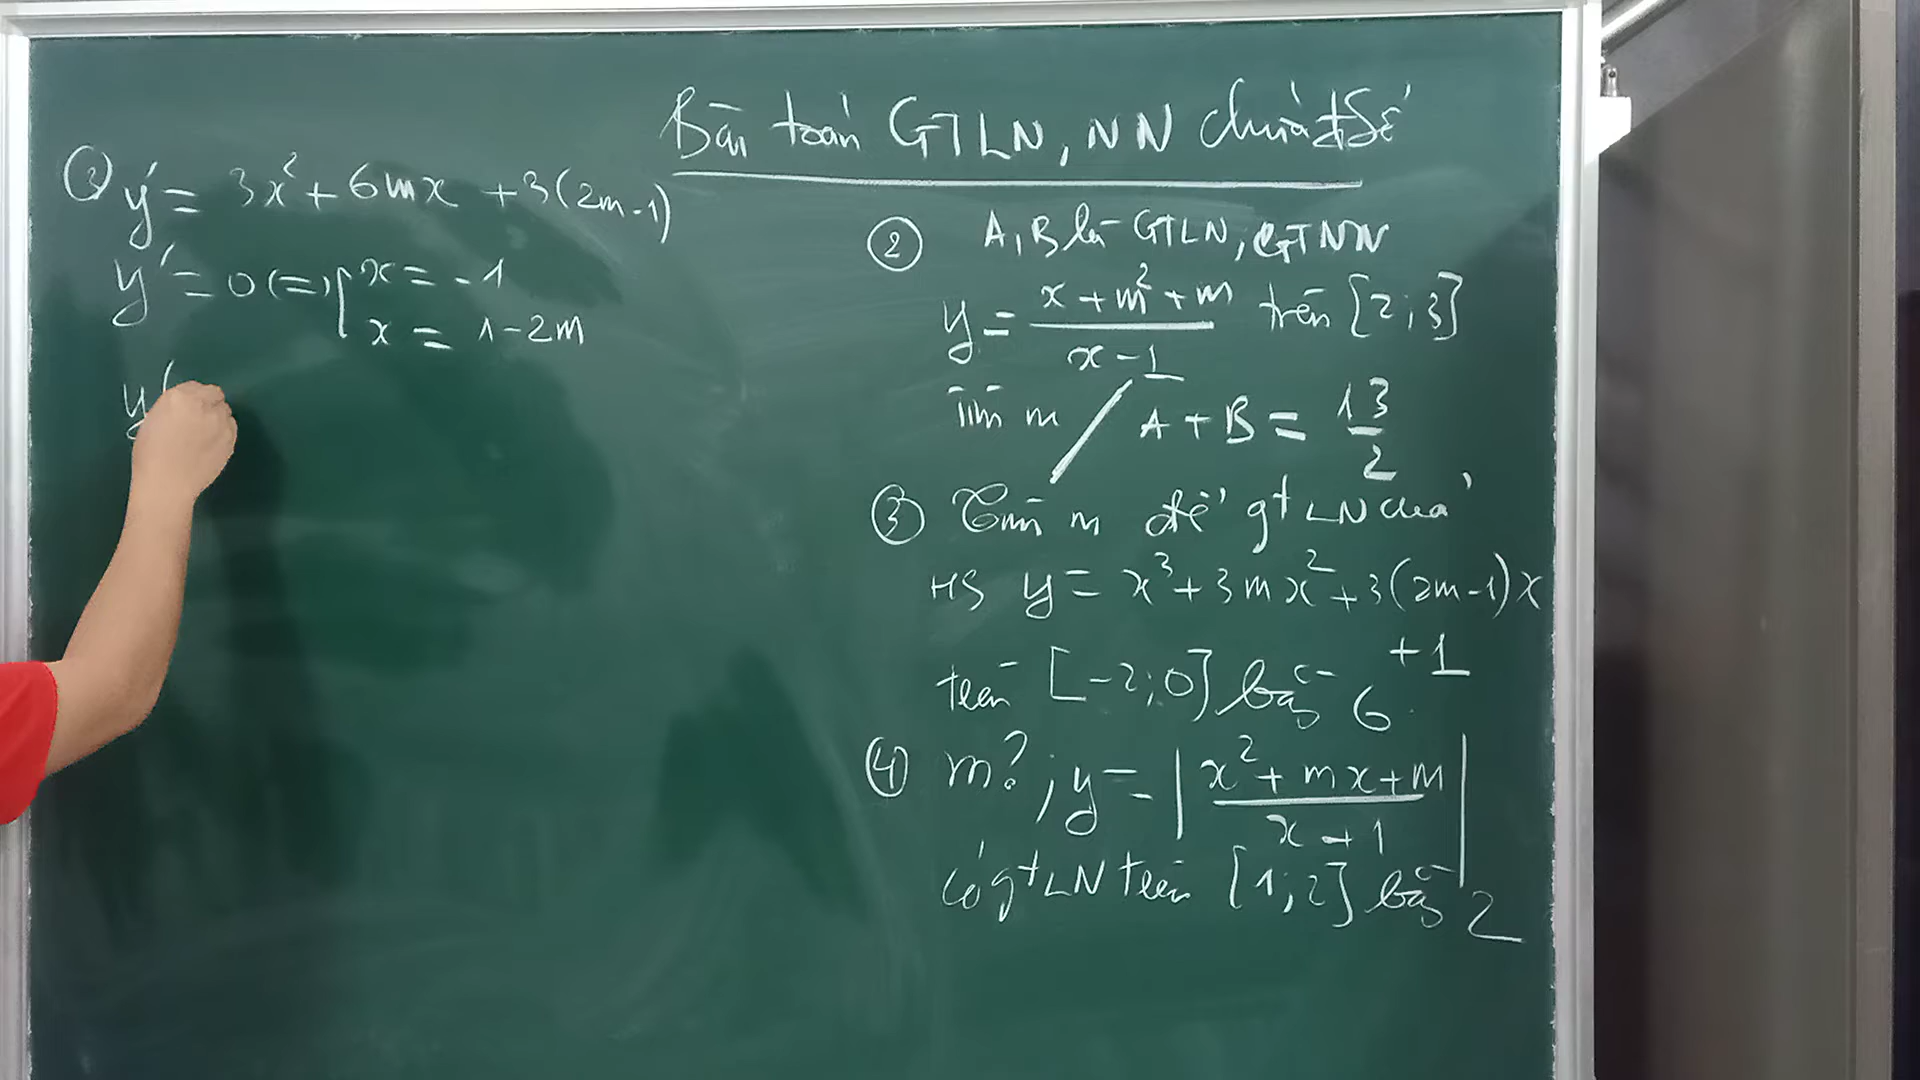 Bài toán GTLN, NN chứa t/số
③ y' = 3x² + 6mx + 3(2m-1)
y' = 0 <=> [ x = -1
x = 1-2m
y(
② A, B là GTLN, GTNN
y = (x + m² + m)/(x - 1) trên [2;3]
Tìm m / A + B = 13/2
③ Tìm m để gtLN của
HS y = x³ + 3mx² + 3(2m-1)x
+1
trên [-2;0] bằng 6
④ m? ; y = |(x² + mx + m)/(x + 1)|
có gtLN trên [1;2] bằng 2